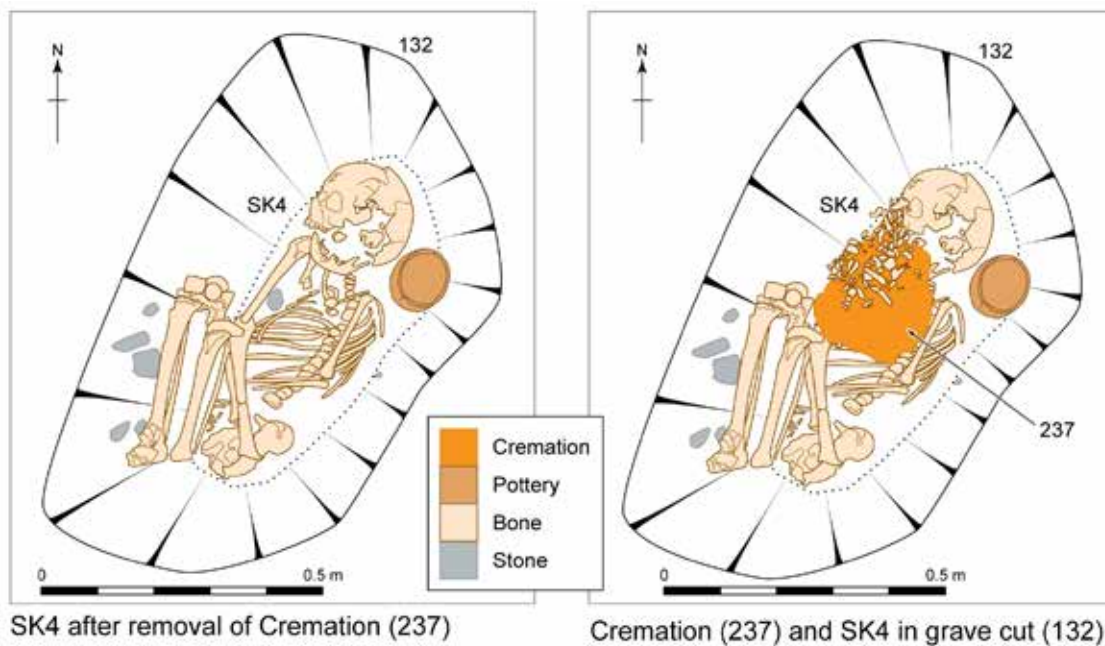 N
132
SK4
0
0.5 m
SK4 after removal of Cremation (237)
Cremation
Pottery
Bone
Stone
N
132
SK4
237
0
0.5 m
Cremation (237) and SK4 in grave cut (132)